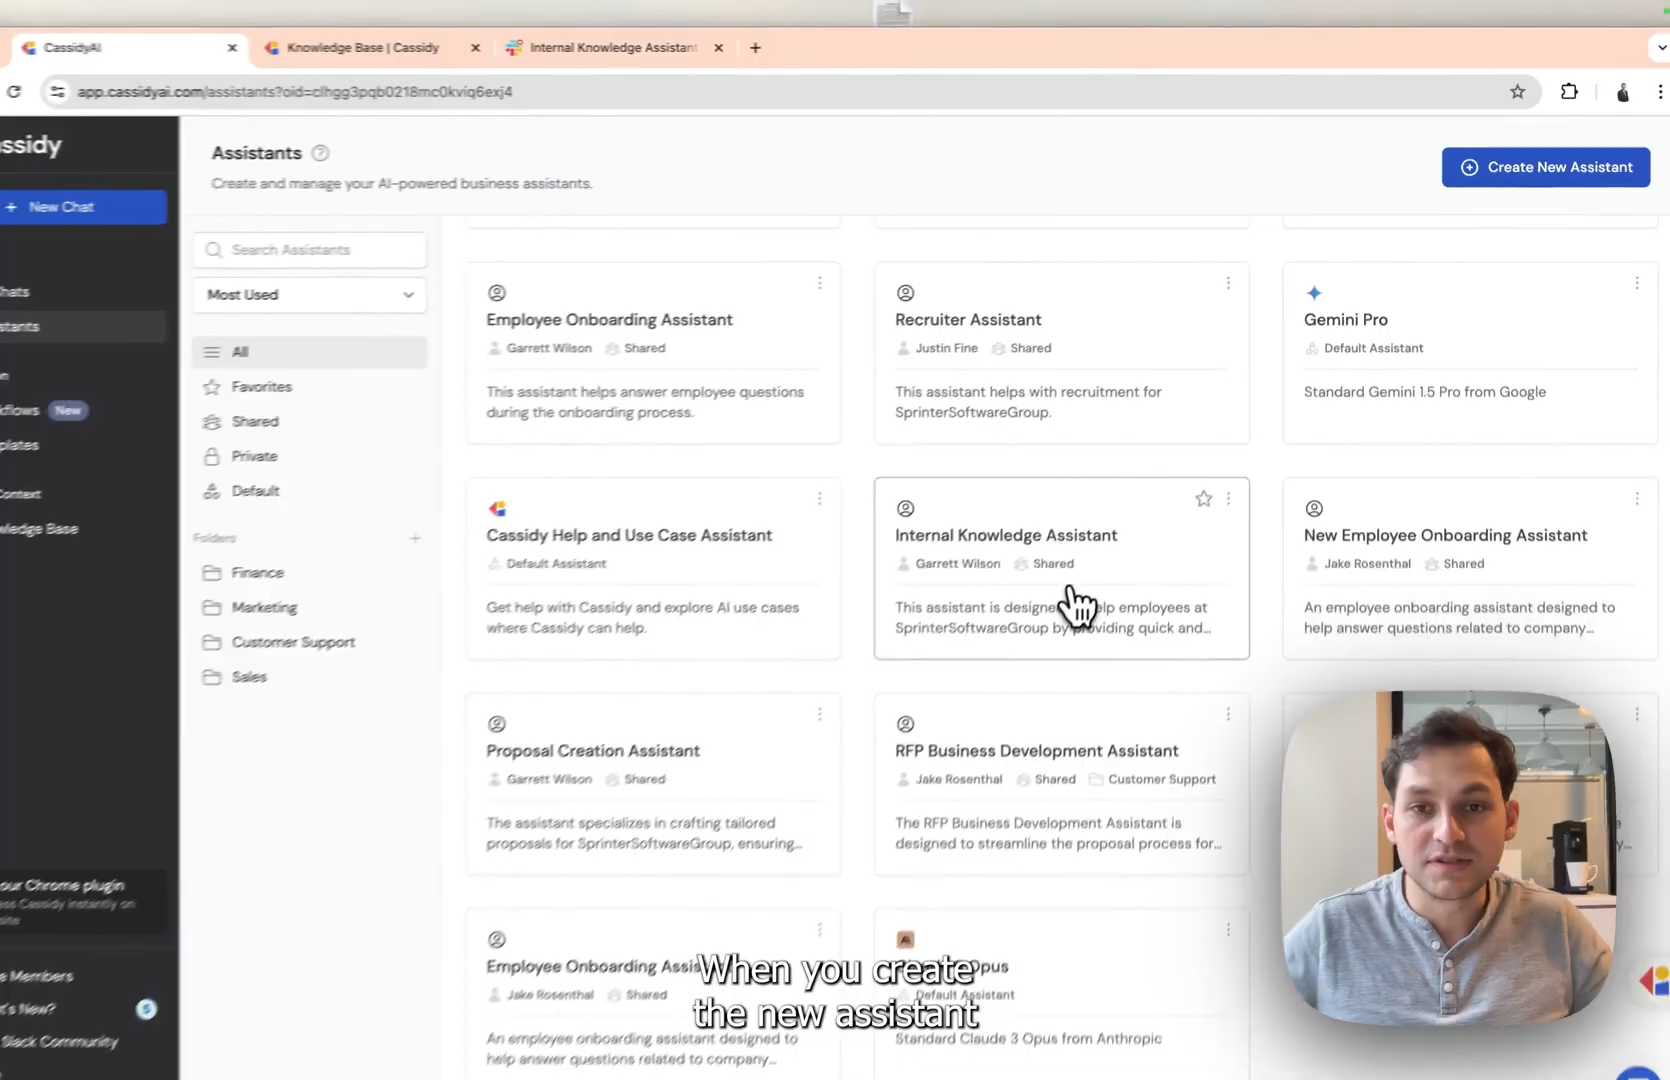 CassidyAI
Knowledge Base | Cassidy
Internal Knowledge Assistant
app.cassidyai.com/assistants?oid=clhgg3pqb0218mc0kviq6exj4
ssidy
+ New Chat
hats
stants
n
kflows New
plates
Context
wledge Base
our Chrome plugin
ess Cassidy instantly on
site
e Members
t's New?
Slack Community
Assistants
Create and manage your AI-powered business assistants.
Create New Assistant
Search Assistants
Most Used
All
Favorites
Shared
Private
Default
Folders
Finance
Marketing
Customer Support
Sales
Employee Onboarding Assistant
Garrett Wilson Shared
This assistant helps answer employee questions
during the onboarding process.
Recruiter Assistant
Justin Fine Shared
This assistant helps with recruitment for
SprinterSoftwareGroup.
Gemini Pro
Default Assistant
Standard Gemini 1.5 Pro from Google
Cassidy Help and Use Case Assistant
Default Assistant
Get help with Cassidy and explore AI use cases
where Cassidy can help.
Internal Knowledge Assistant
Garrett Wilson Shared
This assistant is designe elp employees at
SprinterSoftwareGroup by providing quick and...
New Employee Onboarding Assistant
Jake Rosenthal Shared
An employee onboarding assistant designed to
help answer questions related to company...
Proposal Creation Assistant
Garrett Wilson Shared
The assistant specializes in crafting tailored
proposals for SprinterSoftwareGroup, ensuring...
RFP Business Development Assistant
Jake Rosenthal Shared Customer Support
The RFP Business Development Assistant is
designed to streamline the proposal process for...
y...
Employee Onboarding Assis
Jake Rosenthal Shared
An employee onboarding assistant designed to
help answer questions related to company...
Opus
Default Assistant
Standard Claude 3 Opus from Anthropic
When you create
the new assistant